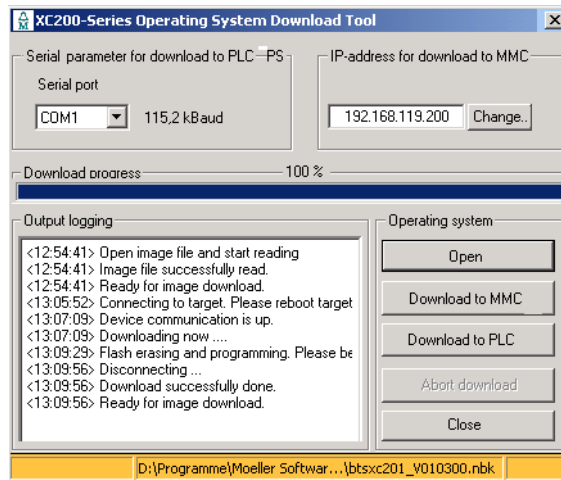 XC200-Series Operating System Download Tool
Serial parameter for download to PLC PS
Serial port
COM1
115,2 kBaud
IP-address for download to MMC
192.168.119.200
Change..
Download progress
100 %
Output logging
<12:54:41> Open image file and start reading
<12:54:41> Image file successfully read.
<12:54:41> Ready for image download.
<13:05:52> Connecting to target. Please reboot target
<13:07:09> Device communication is up.
<13:07:09> Downloading now ....
<13:09:29> Flash erasing and programming. Please be
<13:09:56> Disconnecting ...
<13:09:56> Download successfully done.
<13:09:56> Ready for image download.
Operating system
Open
Download to MMC
Download to PLC
Abort download
Close
D:\Programme\Moeller Softwar...\btsxc201_V010300.nbk